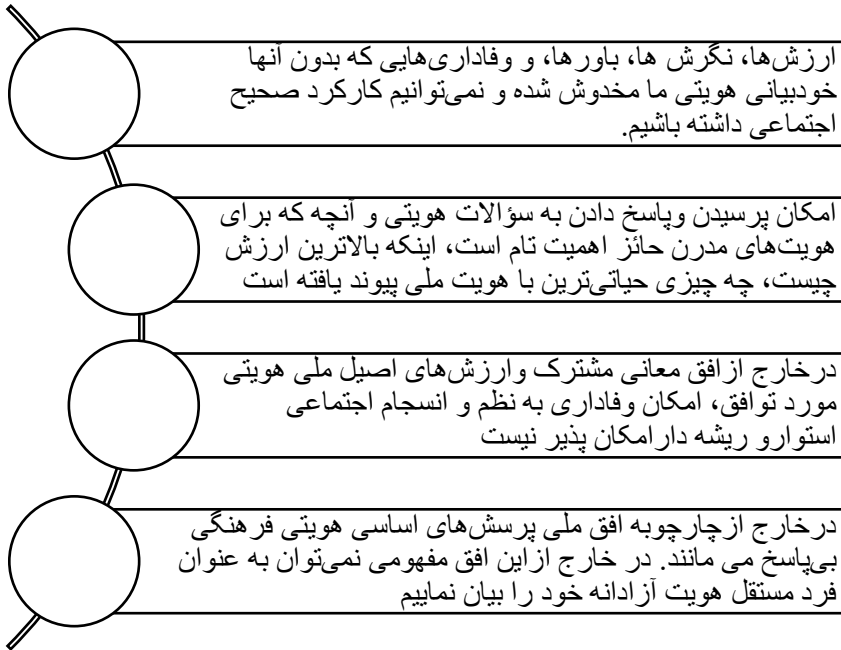 ارزش‌ها، نگرش ها، باورها، و وفاداری‌هایی که بدون آنها
خودبیانی هویتی ما مخدوش شده و نمی‌توانیم کارکرد صحیح
اجتماعی داشته باشیم.
امکان پرسیدن وپاسخ دادن به سؤالات هویتی و آنچه که برای
هویت‌های مدرن حائز اهمیت تام است، اینکه بالاترین ارزش
چیست، چه چیزی حیاتی‌ترین با هویت ملی پیوند یافته است
درخارج ازافق معانی مشترک وارزش‌های اصیل ملی هویتی
مورد توافق، امکان وفاداری به نظم و انسجام اجتماعی
استوارو ریشه دارامکان پذیر نیست
درخارج ازچارچوبه افق ملی پرسش‌های اساسی هویتی فرهنگی
بی‌پاسخ می مانند. در خارج ازاین افق مفهومی نمی‌توان به عنوان
فرد مستقل هویت آزادانه خود را بیان نماییم